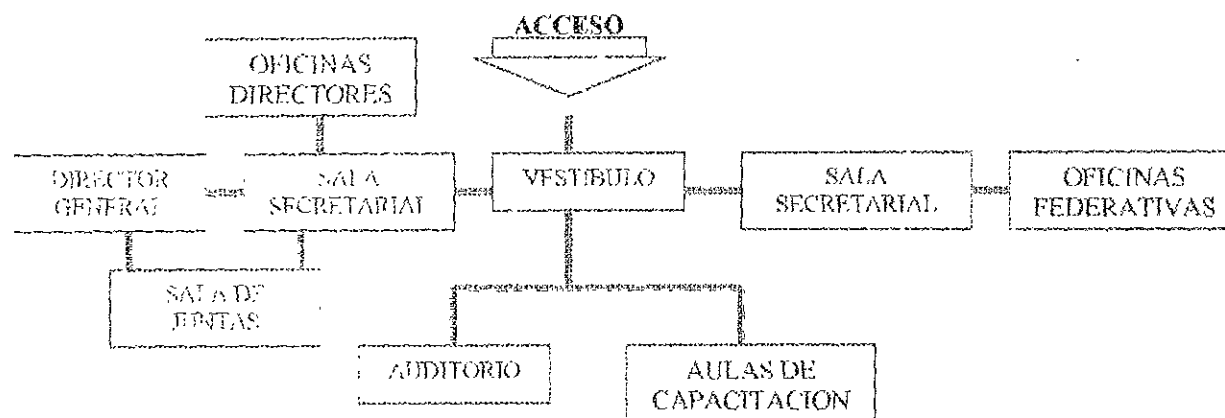 ACCESO
OFICINAS
DIRECTORES
DIRECTOR
GENERAL
SALA
SECRETARIAL
VESTIBULO
SALA
SECRETARIAL
OFICINAS
FEDERATIVAS
SALA DE
JUNTAS
AUDITORIO
AULAS DE
CAPACITACION